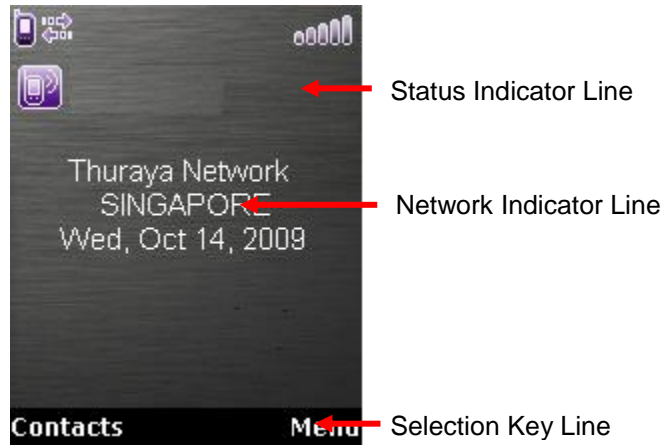 Status Indicator Line
Thuraya Network
SINGAPORE
Network Indicator Line
Wed, Oct 14, 2009
Contacts
Menu
Selection Key Line